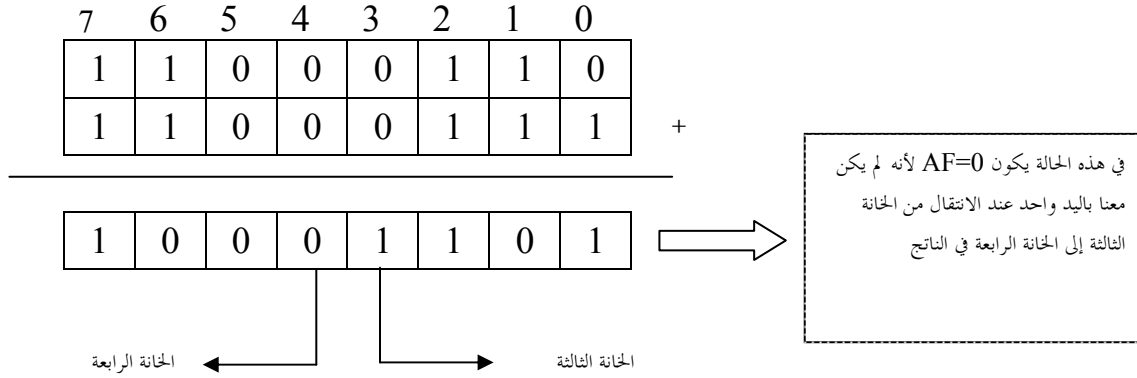 7 6 5 4 3 2 1 0
1 1 0 0 0 1 1 0
1 1 0 0 0 1 1 1 +
1 0 0 0 1 1 0 1
في هذه الحالة يكون AF=0 لأنه لم يكن
معنا باليد واحد عند الانتقال من الخانة
الثالثة إلى الخانة الرابعة في الناتج
الخانة الثالثة
الخانة الرابعة